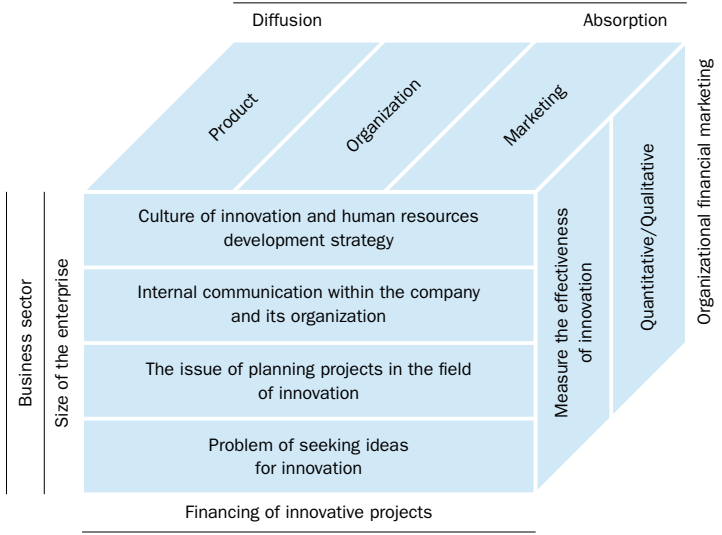 Diffusion
Absorption
Product
Organization
Marketing
Organizational financial marketing
Quantitative/Qualitative
Measure the effectiveness
of innovation
Business sector
Size of the enterprise
Culture of innovation and human resources
development strategy
Internal communication within the company
and its organization
The issue of planning projects in the field
of innovation
Problem of seeking ideas
for innovation
Financing of innovative projects